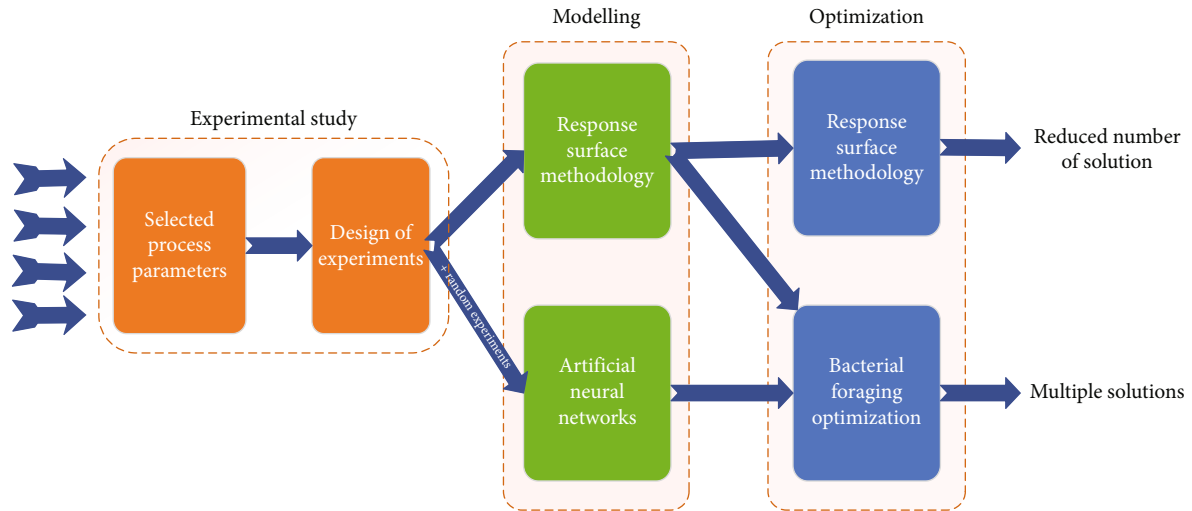 Experimental study
Selected
process
parameters
Design of
experiments
+ random experiments
Modelling
Response
surface
methodology
Artificial
neural
networks
Optimization
Response
surface
methodology
Bacterial
foraging
optimization
Reduced number
of solution
Multiple solutions